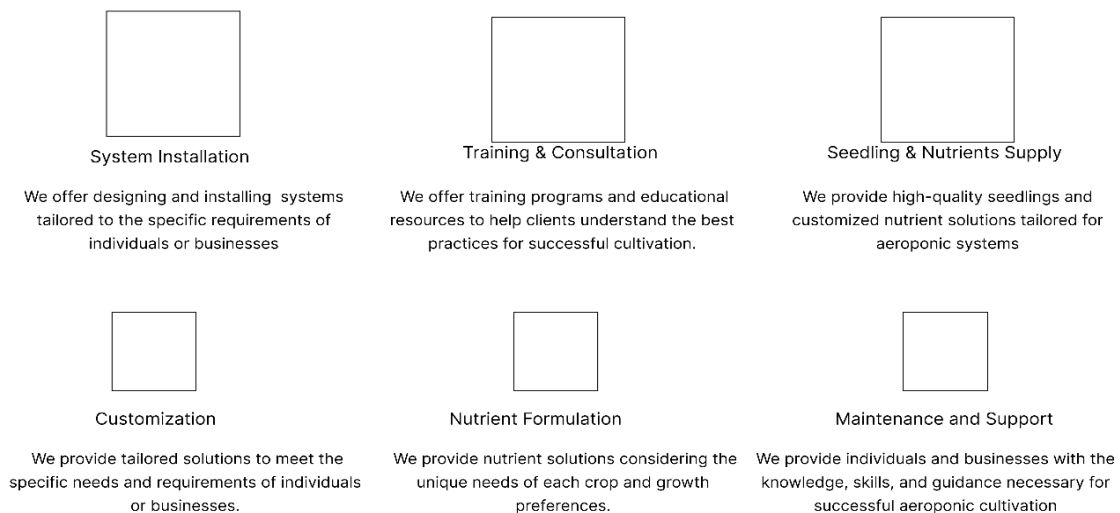 System Installation
We offer designing and installing  systems
tailored to the specific requirements of
individuals or businesses
Training & Consultation
We offer training programs and educational
resources to help clients understand the best
practices for successful cultivation.
Seedling & Nutrients Supply
We provide high-quality seedlings and
customized nutrient solutions tailored for
aeroponic systems
Customization
We provide tailored solutions to meet the
specific needs and requirements of individuals
or businesses.
Nutrient Formulation
We provide nutrient solutions considering the
unique needs of each crop and growth
preferences.
Maintenance and Support
We provide individuals and businesses with the
knowledge, skills, and guidance necessary for
successful aeroponic cultivation